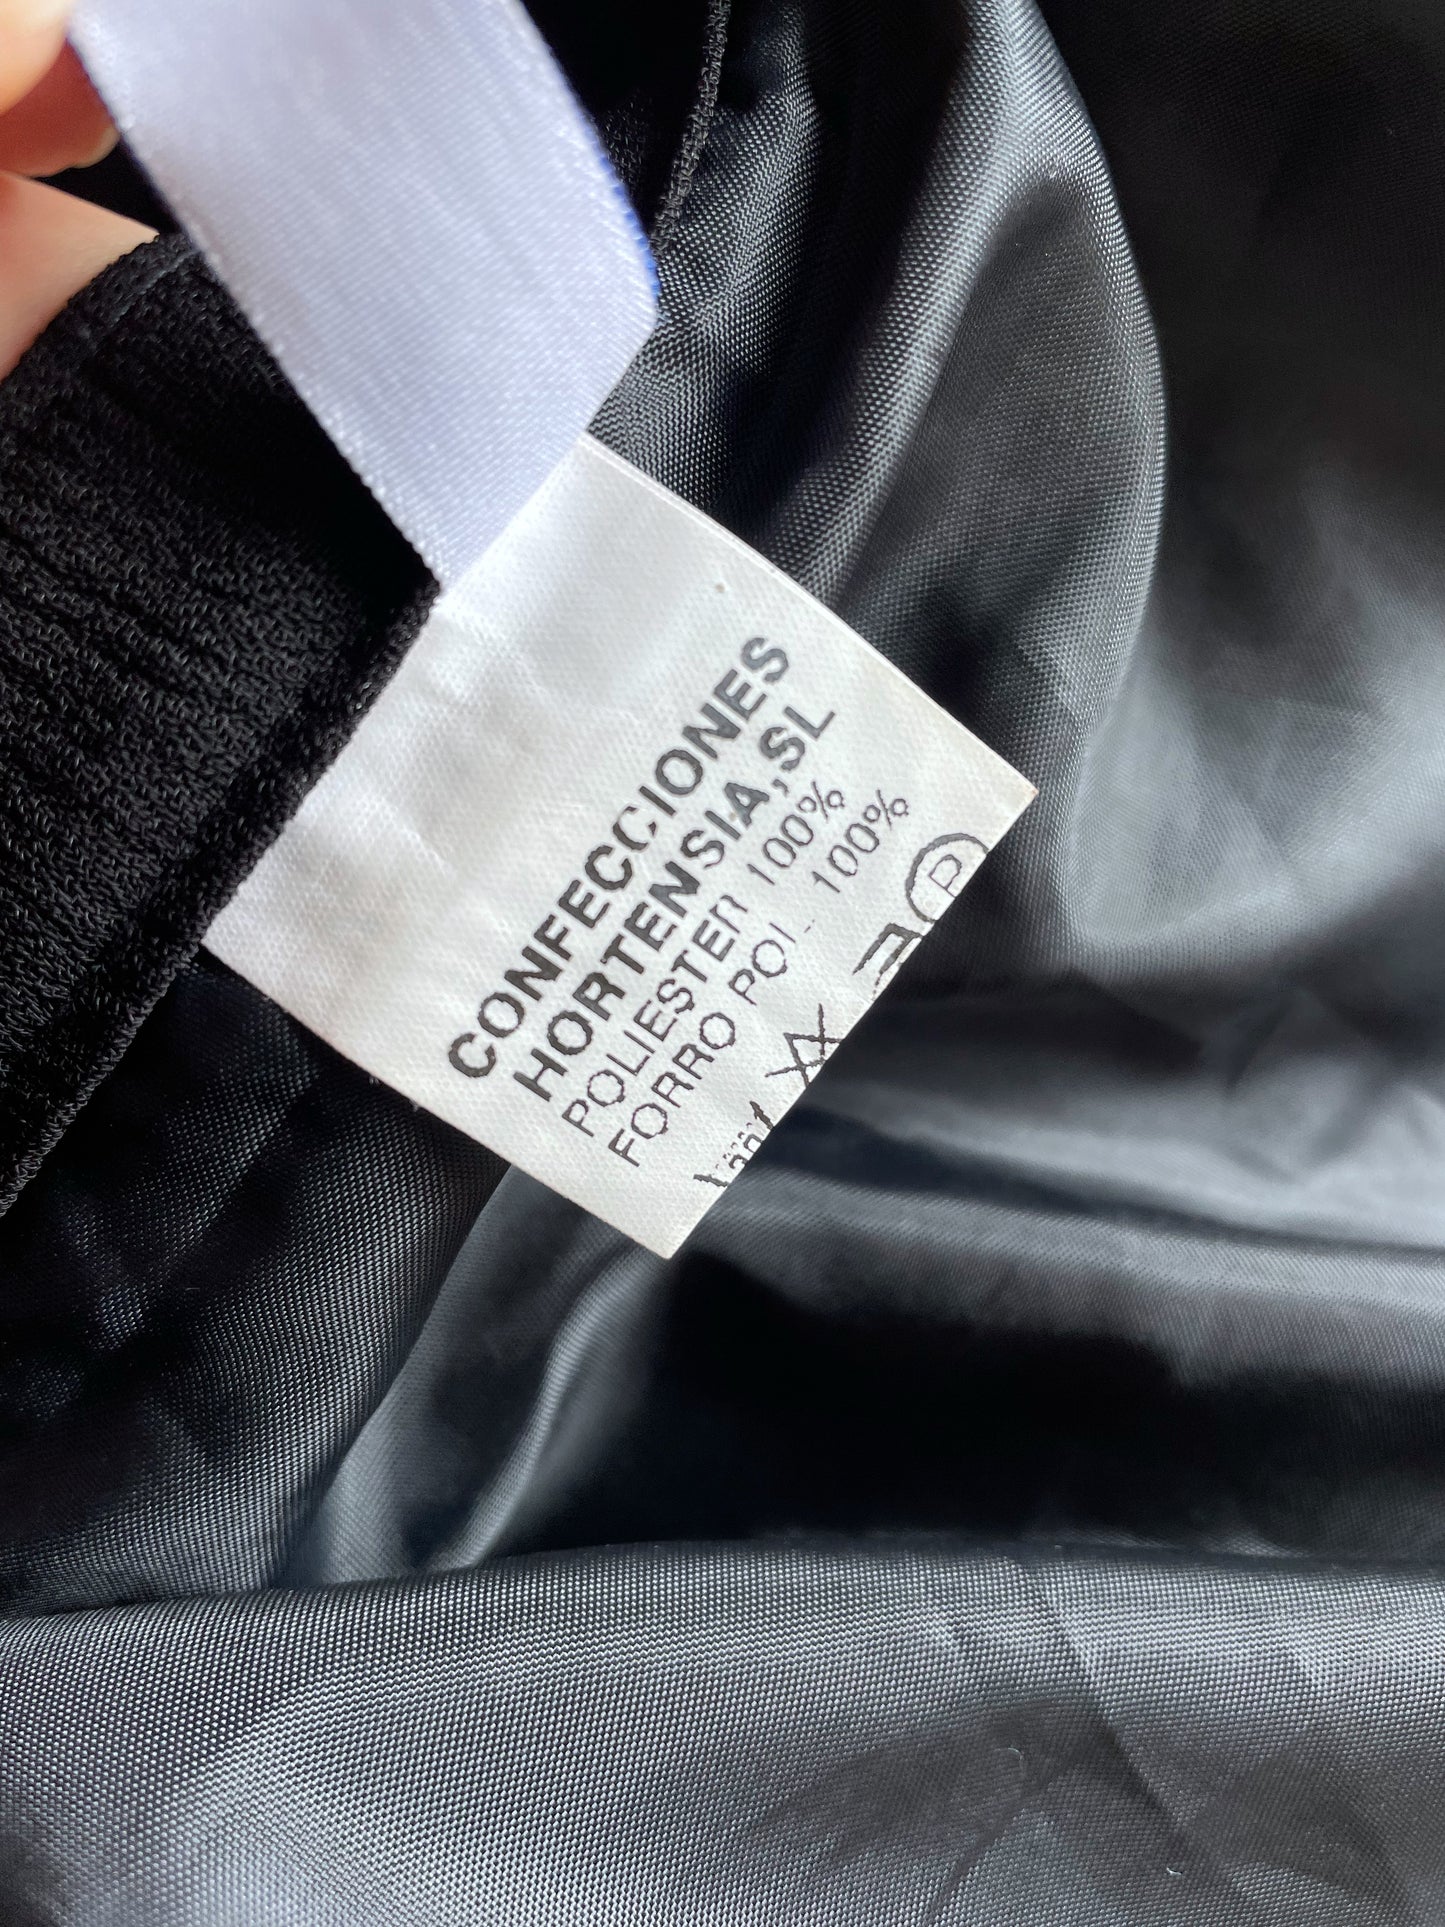 CONFECCIONES
HORTENSIA,SL
POLIESTER 100%
FORRO POL. 100%
P